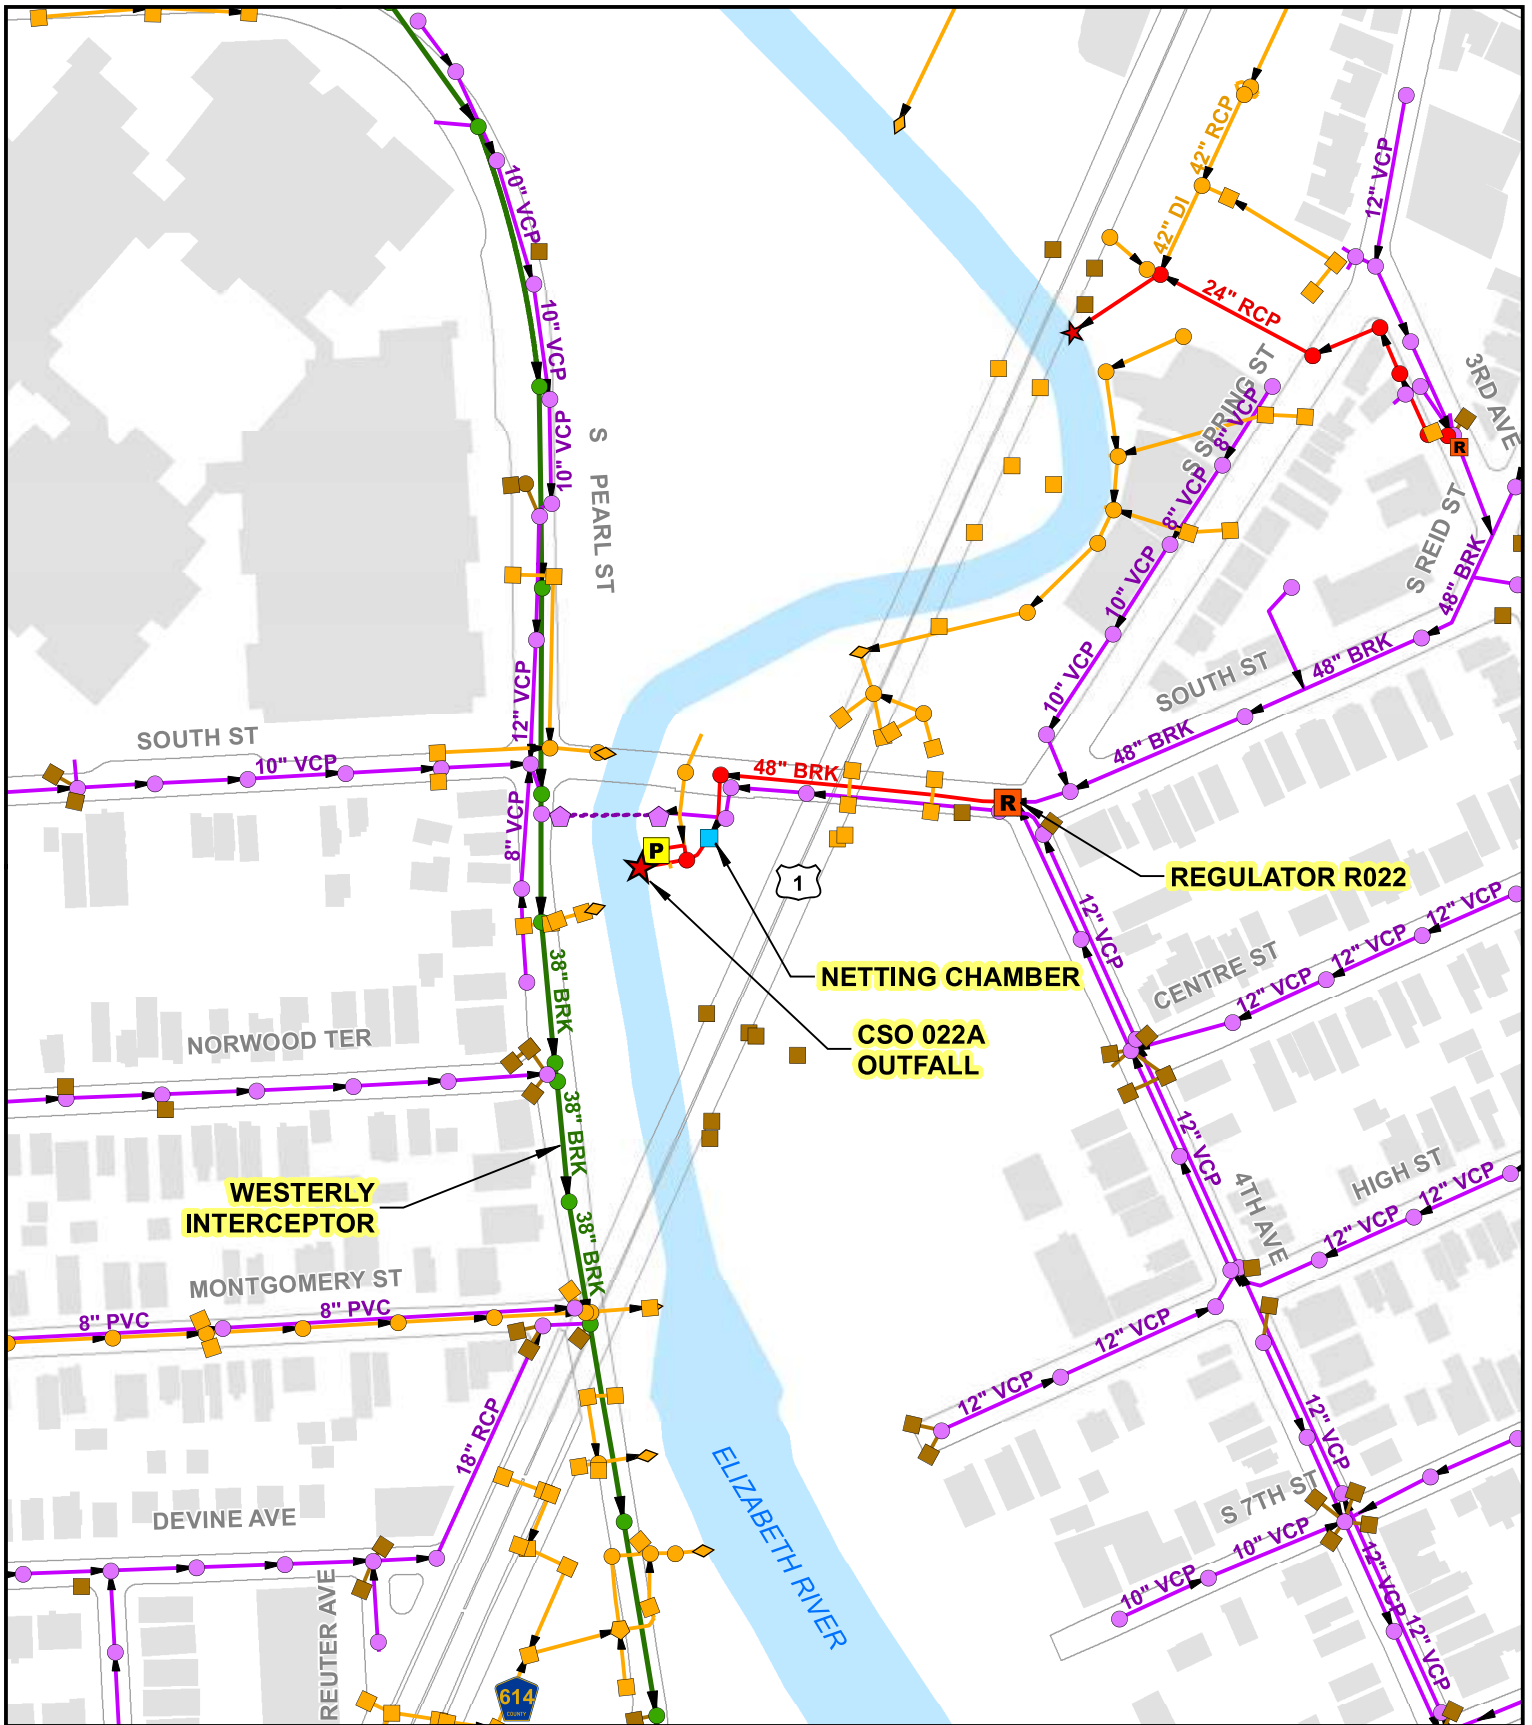 42" RCP
12" VCP
10" VCP
42" DI
24" RCP
10" VCP
3RD AVE
S SPRING ST
8" VCP
10" VCP
S PEARL ST
8" VCP
S REID ST
48" BRK
10" VCP
12" VCP
10" VCP
SOUTH ST
48" BRK
SOUTH ST
10" VCP
48" BRK
48" BRK
R
R
8" VCP
P
1
REGULATOR R022
12" VCP
12" VCP
12" VCP
12" VCP
CENTRE ST
NETTING CHAMBER
38" BRK
CSO 022A
OUTFALL
NORWOOD TER
38" BRK
12" VCP
WESTERLY
INTERCEPTOR
4TH AVE
HIGH ST
12" VCP
12" VCP
38" BRK
MONTGOMERY ST
8" PVC
8" PVC
12" VCP
12" VCP
12" VCP
18" RCP
S 7TH ST
DEVINE AVE
ELIZABETH RIVER
10" VCP
10" VCP
12" VCP
12" VCP
REUTER AVE
614
COUNTY